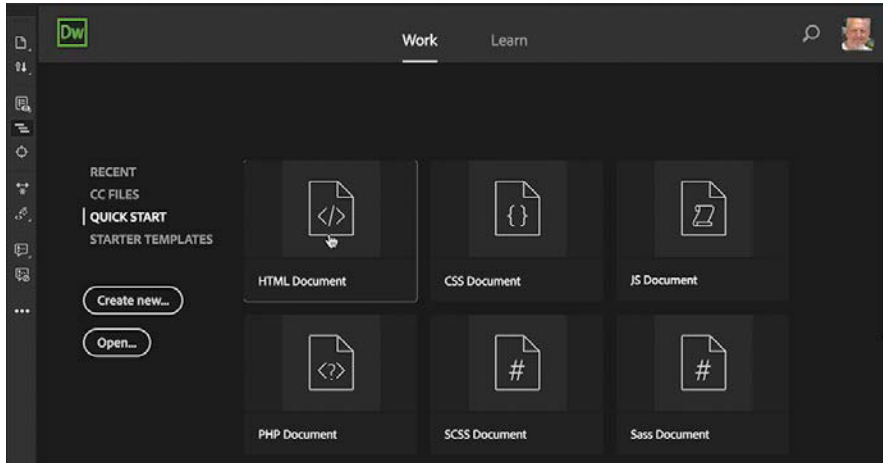 Dw
Work Learn
RECENT
CC FILES
QUICK START
STARTER TEMPLATES
Create new...
Open...
</>
HTML Document
{ }
CSS Document
JS Document
<?>
PHP Document
#
SCSS Document
#
Sass Document